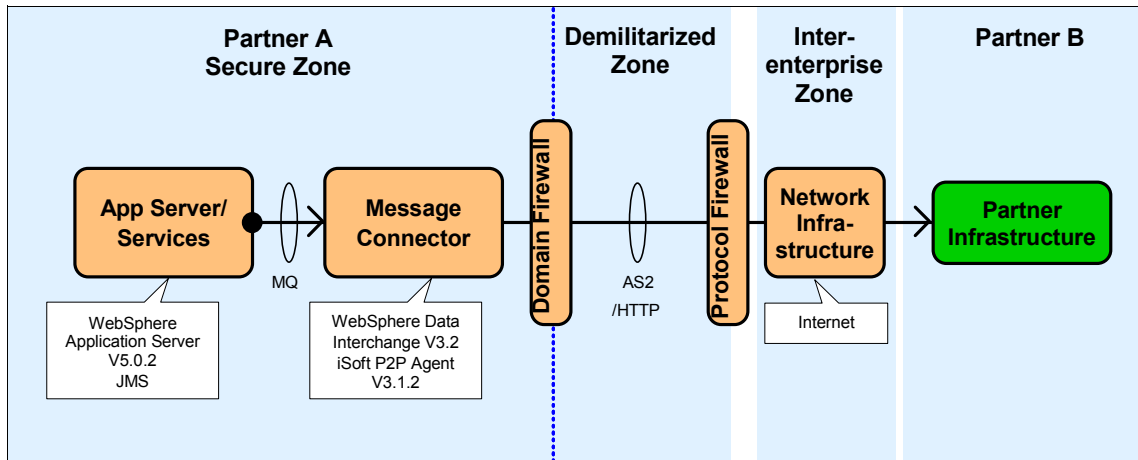 Partner A
Secure Zone
Demilitarized
Zone
Inter-
enterprise
Zone
Partner B
App Server/
Services
MQ
Message
Connector
Domain Firewall
AS2
/HTTP
Protocol Firewall
Network
Infra-
structure
Partner
Infrastructure
WebSphere
Application Server
V5.0.2
JMS
WebSphere Data
Interchange V3.2
iSoft P2P Agent
V3.1.2
Internet